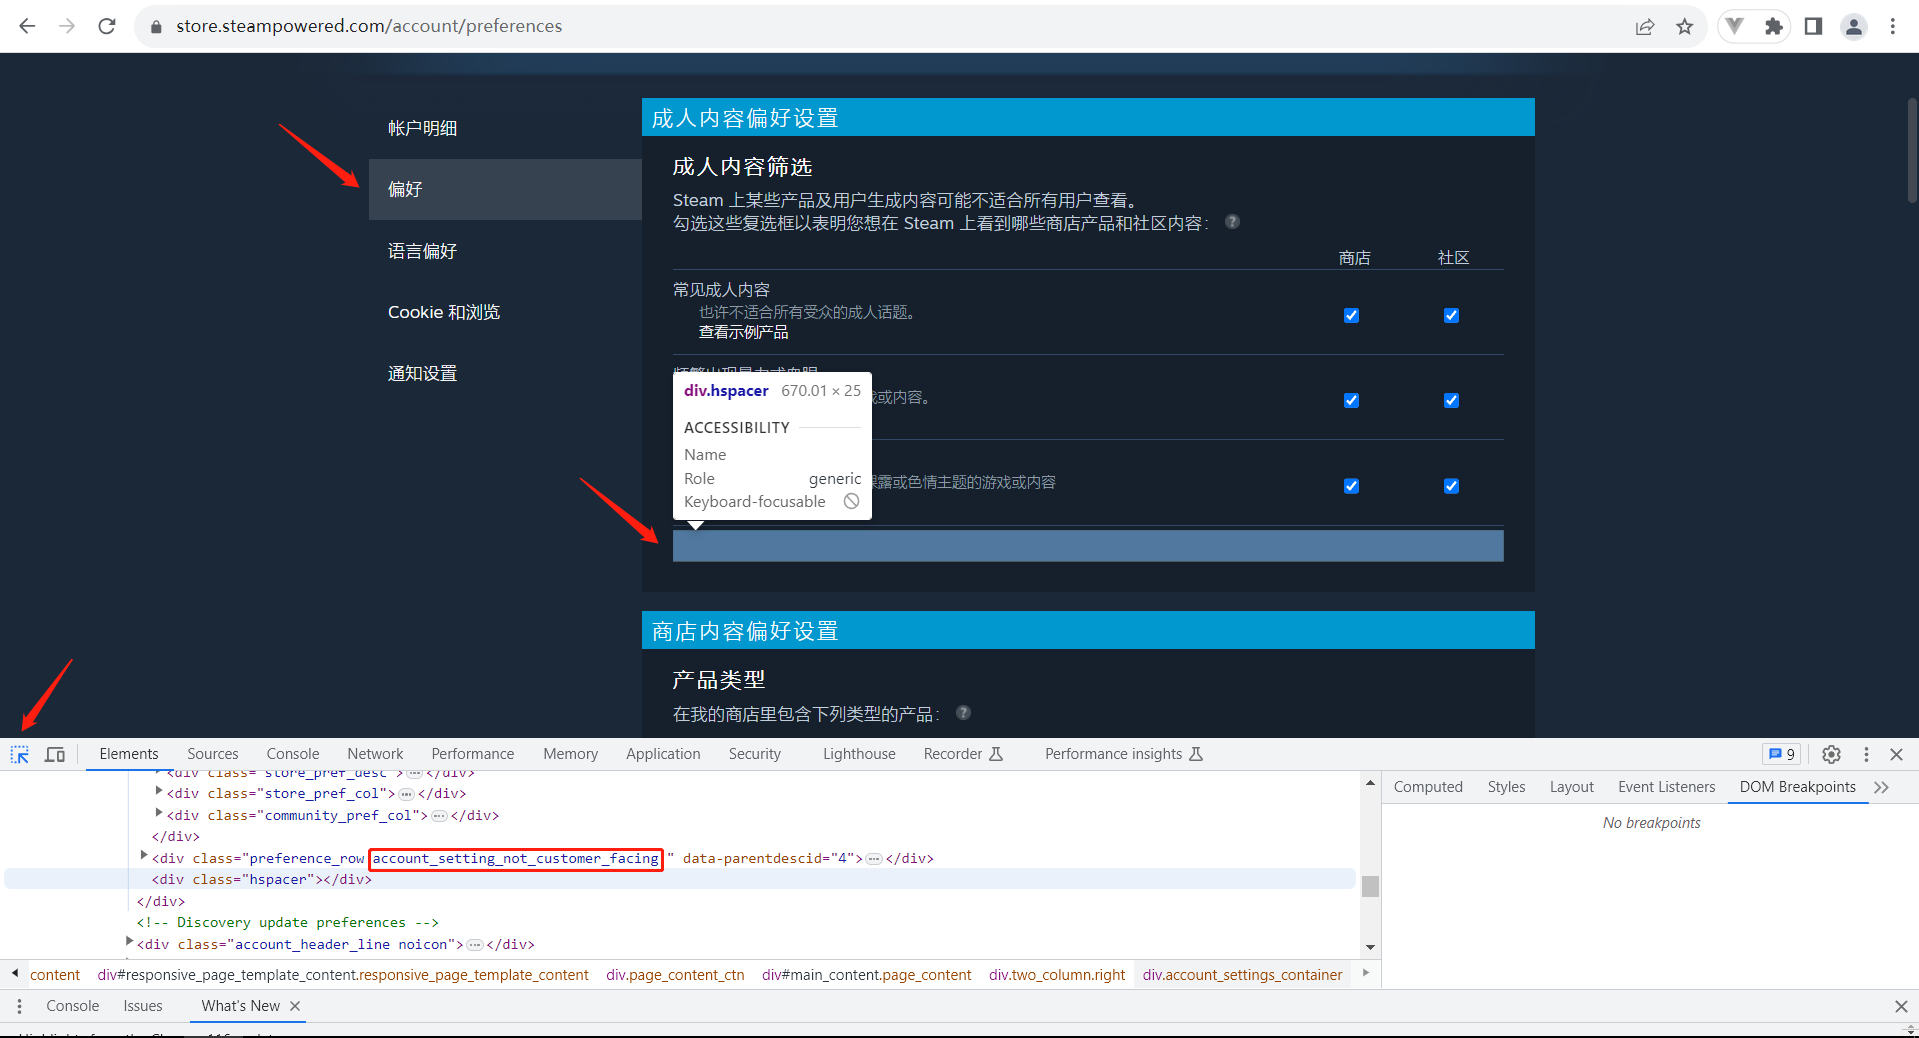 store.steampowered.com/account/preferences
帐户明细
偏好
语言偏好
Cookie 和浏览
通知设置
成人内容偏好设置
成人内容筛选
Steam 上某些产品及用户生成内容可能不适合所有用户查看。
勾选这些复选框以表明您想在 Steam 上看到哪些商店产品和社区内容： ?
商店 社区
常见成人内容
也许不适合所有受众的成人话题。
查看示例产品
div.hspacer 670.01 × 25
戏或内容。
ACCESSIBILITY
Name
Role generic
裸露或色情主题的游戏或内容
Keyboard-focusable
商店内容偏好设置
产品类型
在我的商店里包含下列类型的产品： ?
Elements Sources Console Network Performance Memory Application Security Lighthouse Recorder Performance insights 9
<div class="store_pref_desc">…</div>
<div class="store_pref_col">…</div>
<div class="community_pref_col">…</div>
</div>
<div class="preference_row account_setting_not_customer_facing " data-parentdescid="4">…</div>
<div class="hspacer"></div>
</div>
<!-- Discovery update preferences -->
<div class="account_header_line noicon">…</div>
Computed Styles Layout Event Listeners DOM Breakpoints
No breakpoints
content div#responsive_page_template_content.responsive_page_template_content div.page_content_ctn div#main_content.page_content div.two_column.right div.account_settings_container
Console Issues What's New